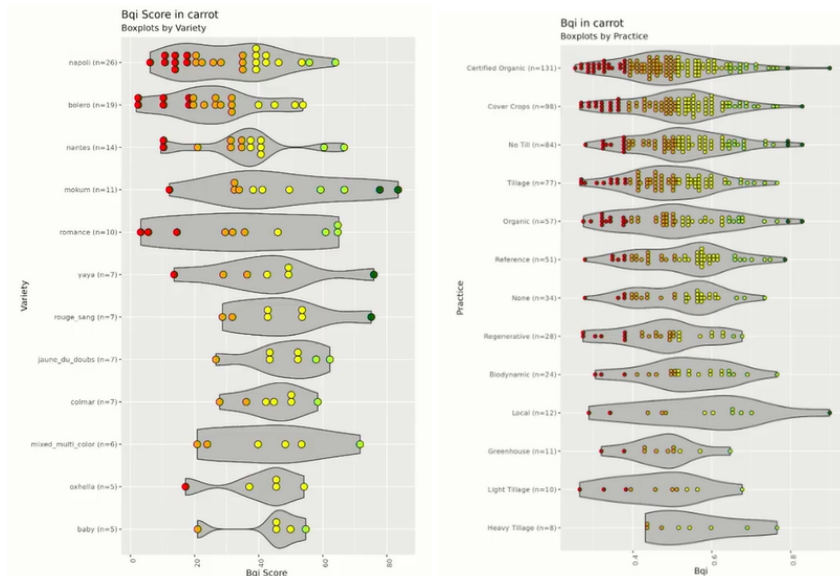 Bqi Score in carrot
Boxplots by Variety
napoli (n=26)
bolero (n=19)
nantes (n=14)
mokum (n=11)
romance (n=10)
yaya (n=7)
rouge_sang (n=7)
jaune_du_doubs (n=7)
colmar (n=7)
mixed_multi_color (n=6)
oxhella (n=5)
baby (n=5)
Variety
0 20 40 60 80
Bqi Score
Bqi in carrot
Boxplots by Practice
Certified Organic (n=131)
Cover Crops (n=98)
No Till (n=84)
Tillage (n=77)
Organic (n=57)
Reference (n=51)
None (n=34)
Regenerative (n=28)
Biodynamic (n=24)
Local (n=12)
Greenhouse (n=11)
Light Tillage (n=10)
Heavy Tillage (n=8)
Practice
0.4 0.6 0.8
Bqi